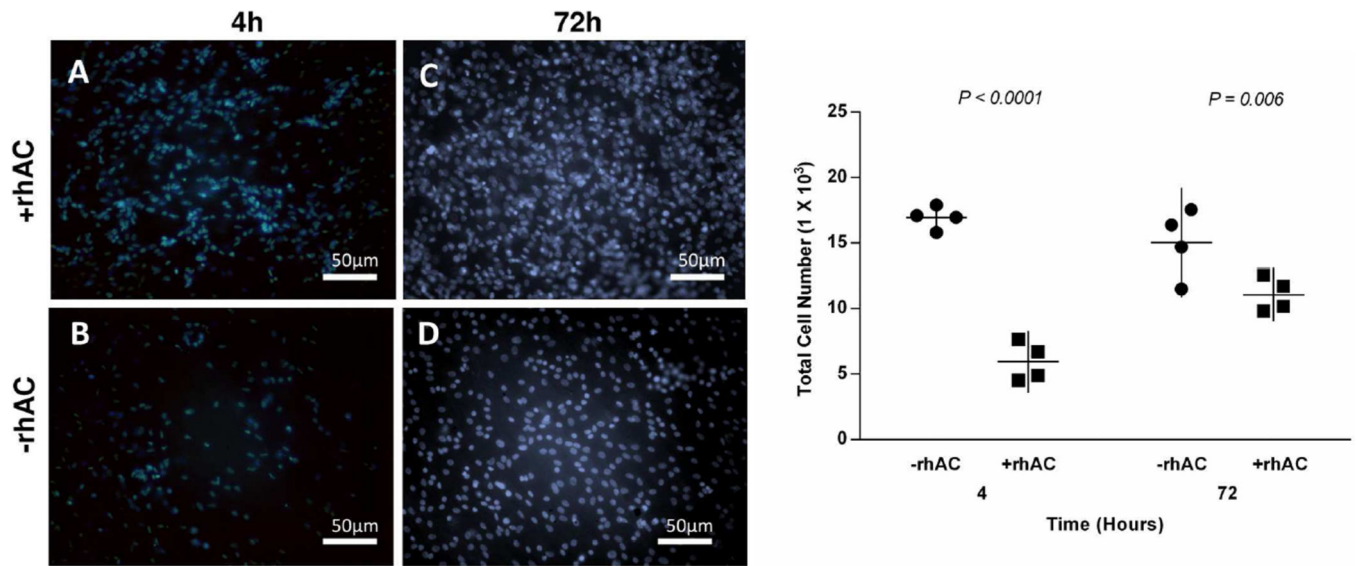 4h 72h
+rhAC
A
50µm
C
50µm
-rhAC
B
50µm
D
50µm
P < 0.0001 P = 0.006
Total Cell Number (1 X 10³)
25
20
15
10
5
0
-rhAC +rhAC -rhAC +rhAC
4 72
Time (Hours)